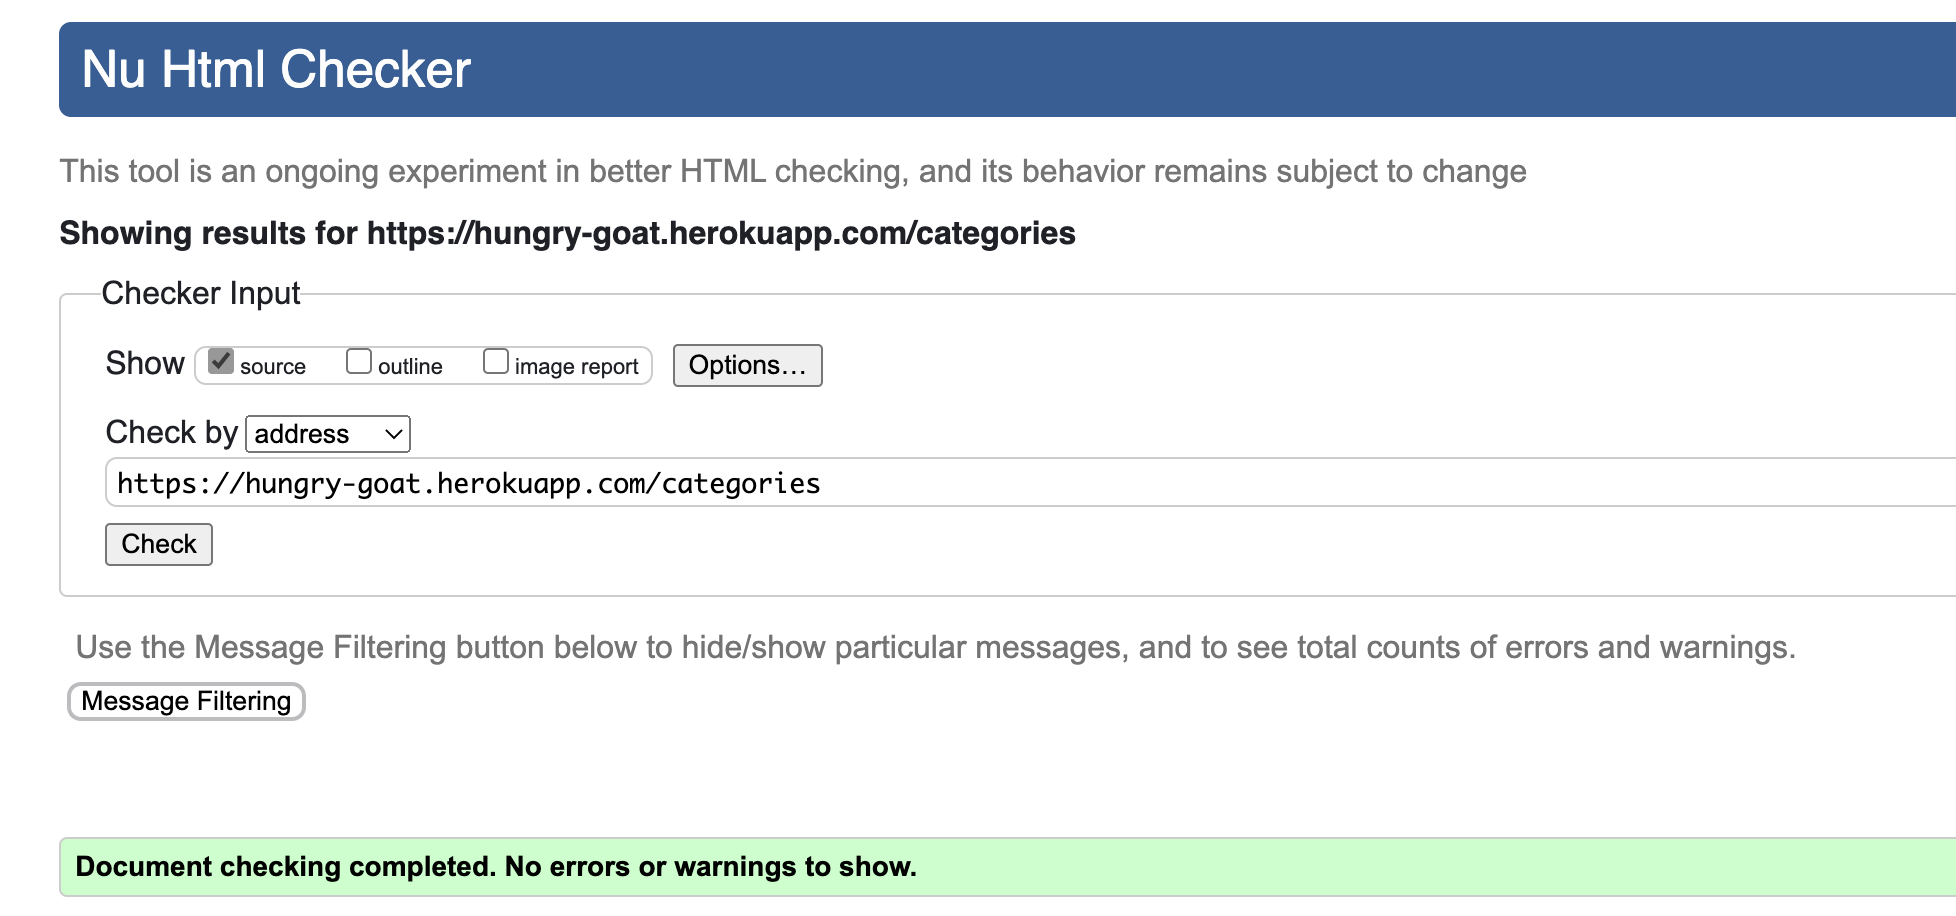 Nu Html Checker
This tool is an ongoing experiment in better HTML checking, and its behavior remains subject to change
Showing results for https://hungry-goat.herokuapp.com/categories
Checker Input
Show source outline image report Options…
Check by address
https://hungry-goat.herokuapp.com/categories
Check
Use the Message Filtering button below to hide/show particular messages, and to see total counts of errors and warnings.
Message Filtering
Document checking completed. No errors or warnings to show.